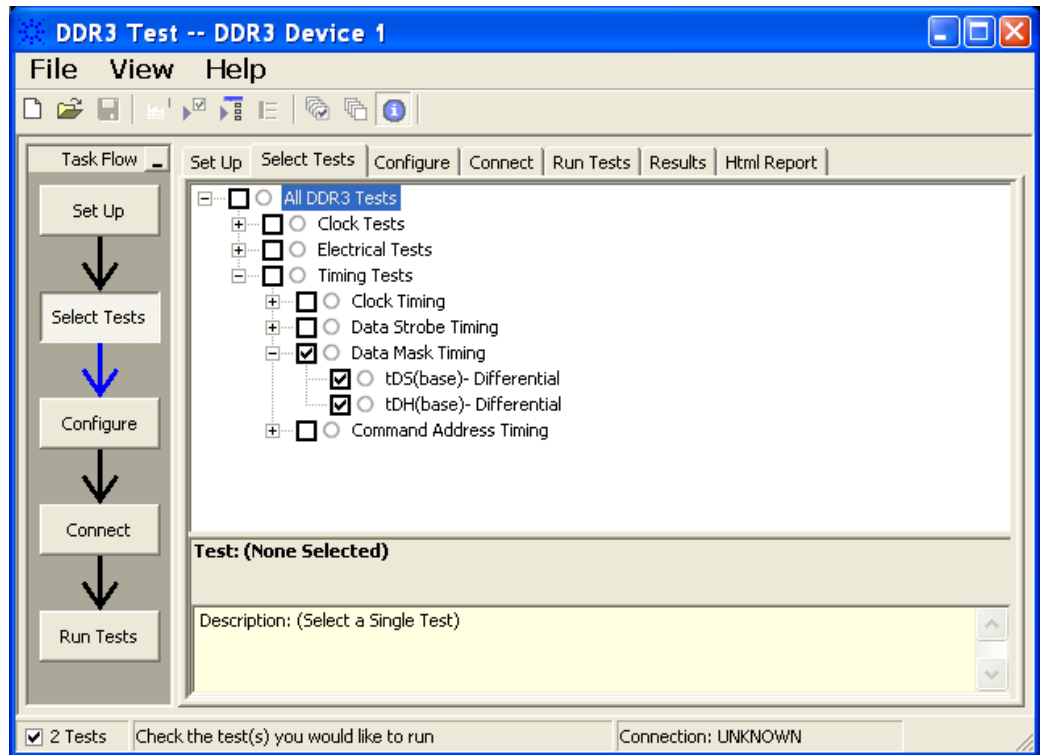 DDR3 Test -- DDR3 Device 1
File View Help
Task Flow
Set Up
Select Tests
Configure
Connect
Run Tests
Set Up Select Tests Configure Connect Run Tests Results Html Report
All DDR3 Tests
Clock Tests
Electrical Tests
Timing Tests
Clock Timing
Data Strobe Timing
Data Mask Timing
tDS(base)- Differential
tDH(base)- Differential
Command Address Timing
Test: (None Selected)
Description: (Select a Single Test)
2 Tests Check the test(s) you would like to run Connection: UNKNOWN